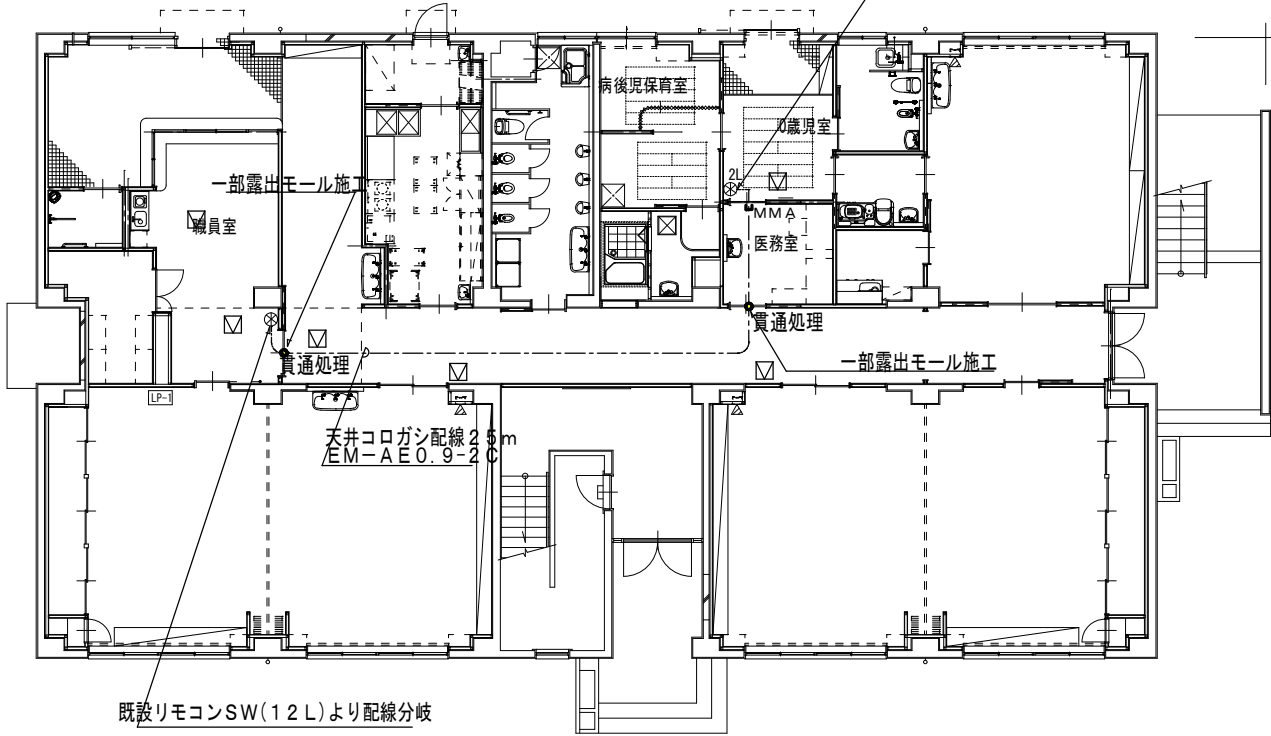 病後児保育室
0歳児室
一部露出モール施工
2L
MMA
職員室
医務室
貫通処理
貫通処理
一部露出モール施工
LP-1
天井コロガシ配線25m
EM-AE0.9-2C
既設リモコンSW(12L)より配線分岐